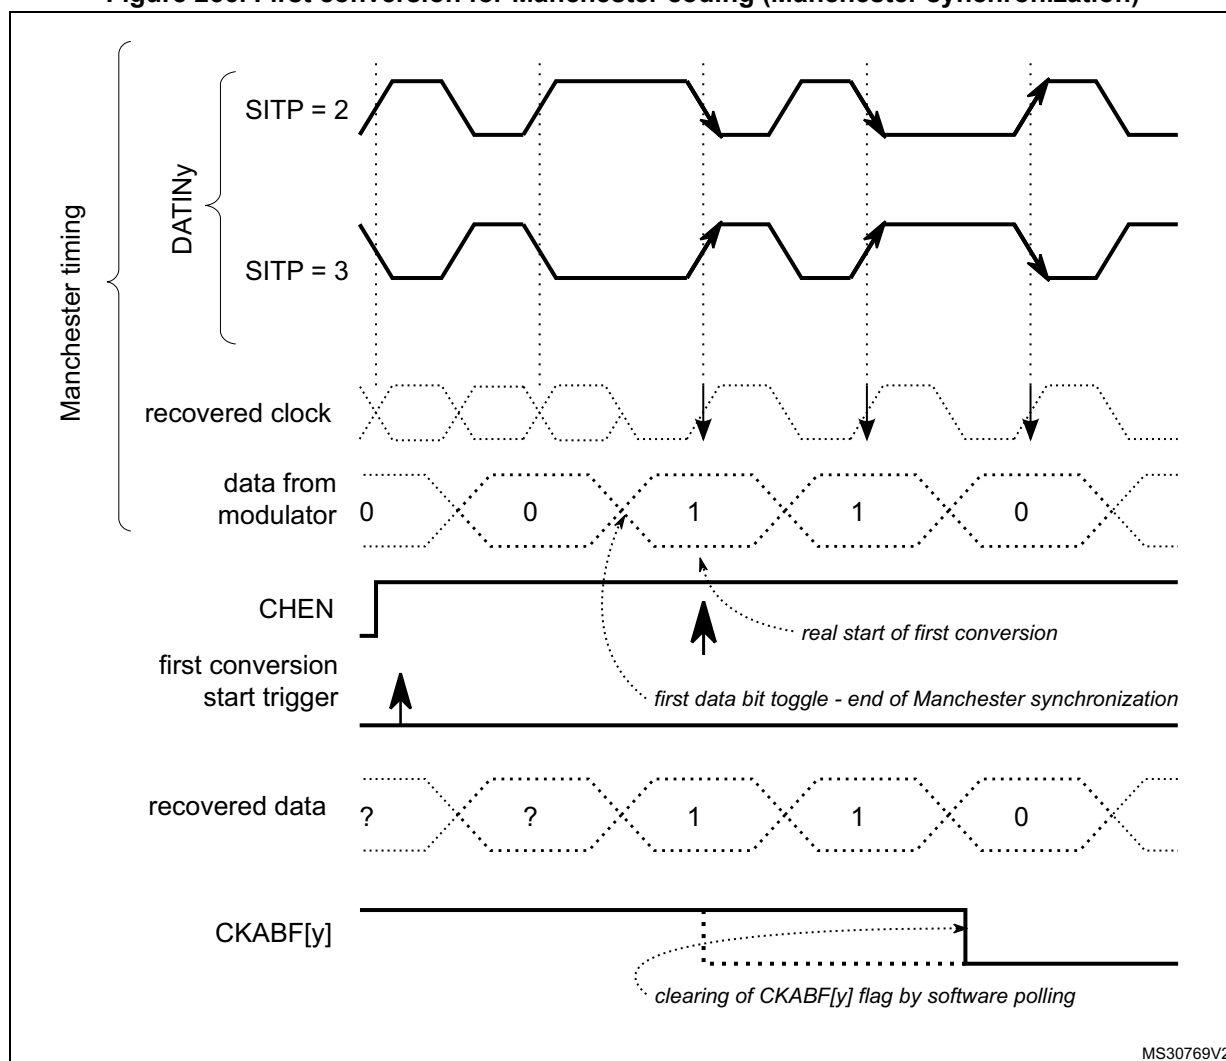 Figure 288. First conversion for Manchester coding (Manchester synchronization)
SITP = 2
DATINy
SITP = 3
Manchester timing
recovered clock
data from
modulator
0 0 1 1 0
CHEN
real start of first conversion
first conversion
start trigger
first data bit toggle - end of Manchester synchronization
recovered data
? ? 1 1 0
CKABF[y]
clearing of CKABF[y] flag by software polling
MS30769V2